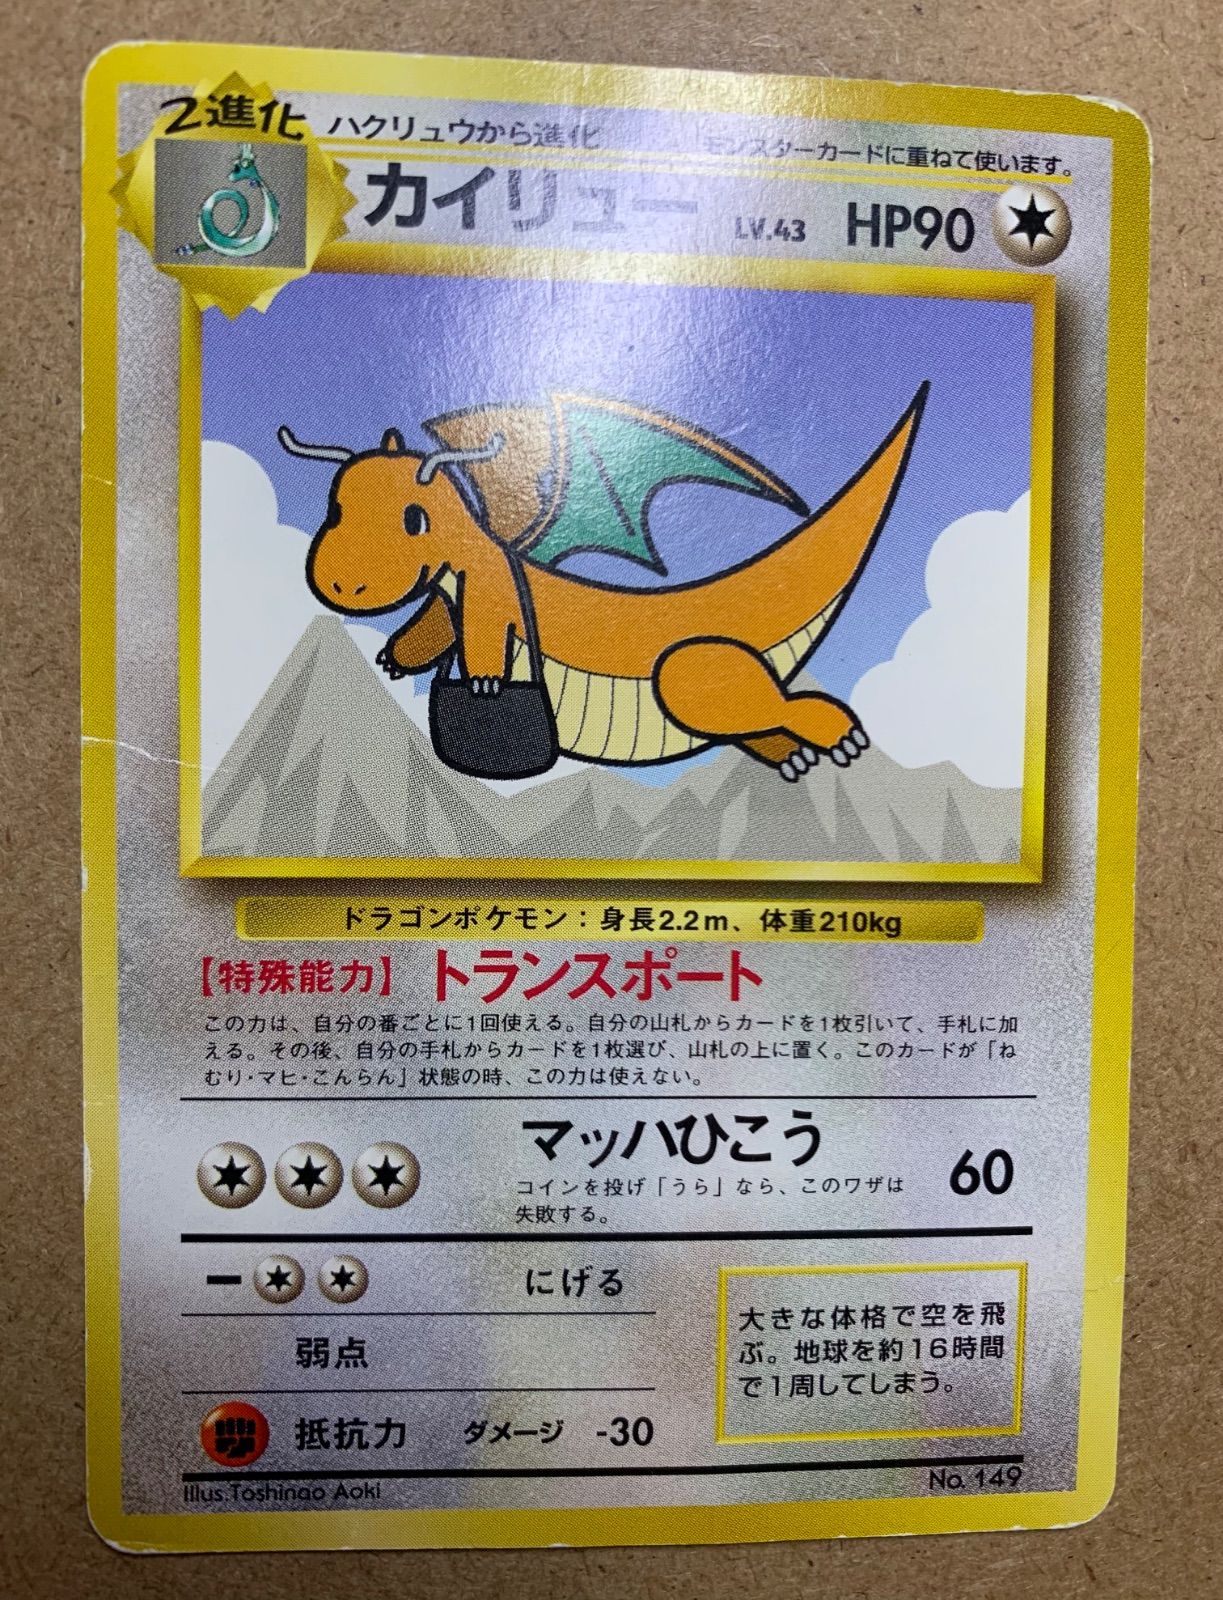 2進化
ハクリュウから進化
モンスターカードに重ねて使います。
カイリュー
LV.43
HP90
ドラゴンポケモン：身長2.2m、体重210kg
【特殊能力】トランスポート
この力は、自分の番ごとに1回使える。自分の山札からカードを1枚引いて、手札に加
える。その後、自分の手札からカードを1枚選び、山札の上に置く。このカードが「ね
むり・マヒ・こんらん」状態の時、この力は使えない。
マッハひこう
60
コインを投げ「うら」なら、このワザは
失敗する。
ー
にげる
弱点
抵抗力 ダメージ -30
大きな体格で空を飛
ぶ。地球を約16時間
で1周してしまう。
Illus.Toshinao Aoki
No. 149